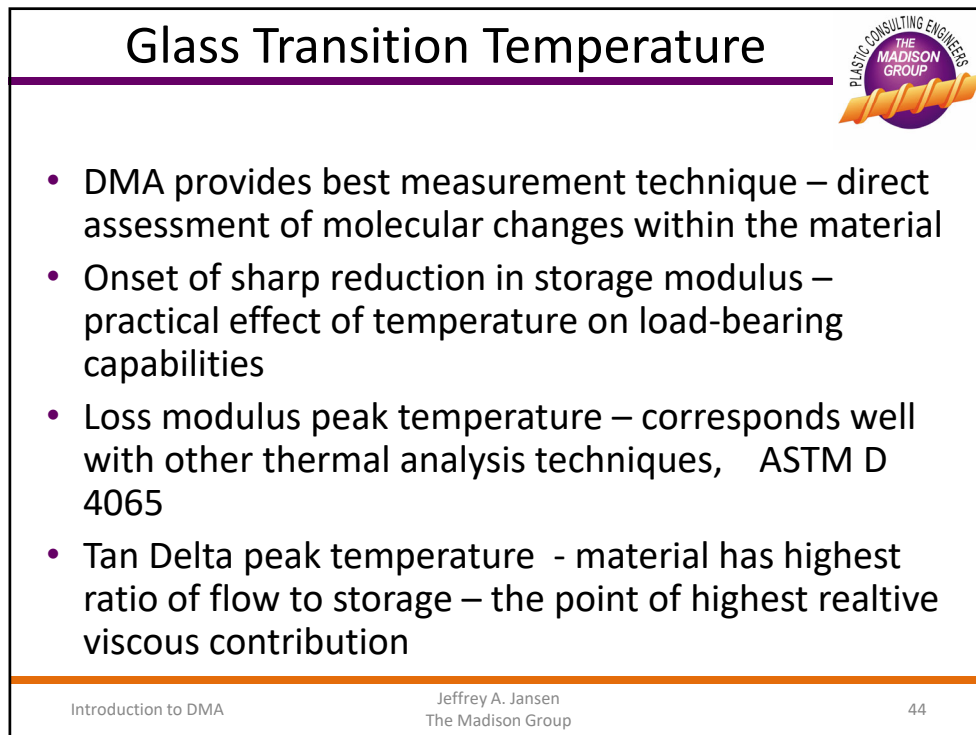 Glass Transition Temperature
PLASTIC CONSULTING ENGINEERS
THE
MADISON
GROUP
• DMA provides best measurement technique – direct
assessment of molecular changes within the material
• Onset of sharp reduction in storage modulus –
practical effect of temperature on load-bearing
capabilities
• Loss modulus peak temperature – corresponds well
with other thermal analysis techniques, ASTM D
4065
• Tan Delta peak temperature - material has highest
ratio of flow to storage – the point of highest realtive
viscous contribution
Introduction to DMA
Jeffrey A. Jansen
The Madison Group
44